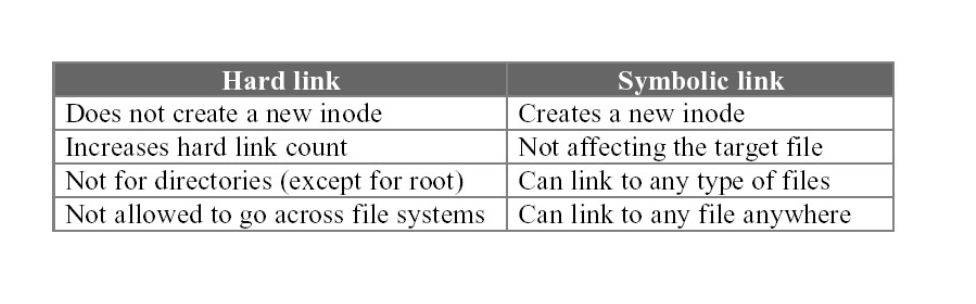 Hard link Symbolic link
Does not create a new inode Creates a new inode
Increases hard link count Not affecting the target file
Not for directories (except for root) Can link to any type of files
Not allowed to go across file systems Can link to any file anywhere